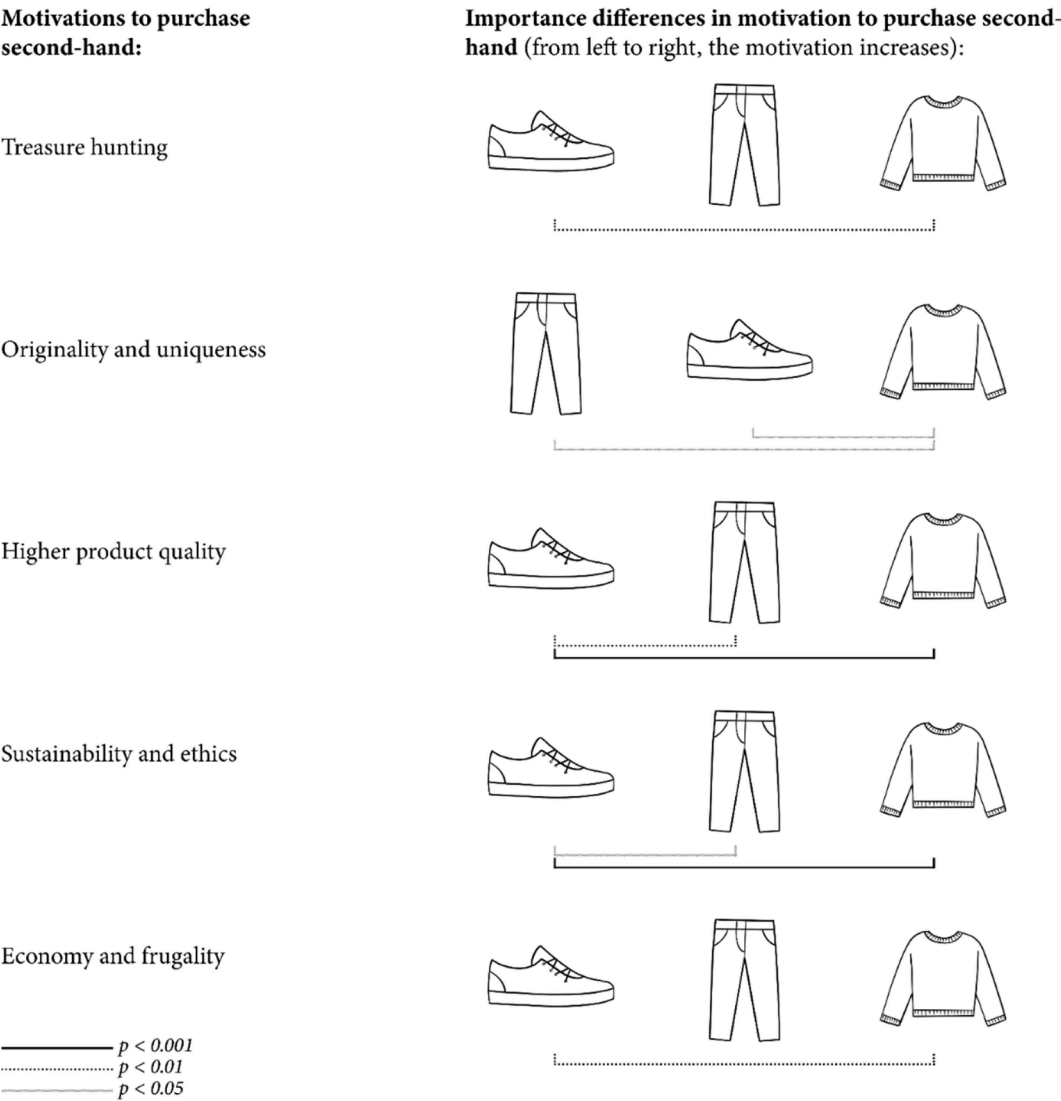 Motivations to purchase
second-hand:
Importance differences in motivation to purchase second-
hand (from left to right, the motivation increases):
Treasure hunting
Originality and uniqueness
Higher product quality
Sustainability and ethics
Economy and frugality
p < 0.001
p < 0.01
p < 0.05